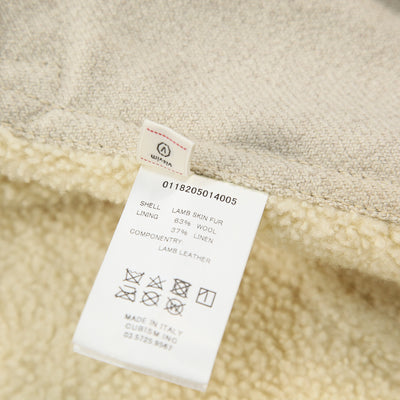 visvim
0118205014005
SHELL LAMB SKIN FUR
LINING 63% WOOL
37% LINEN
COMPONENTRY:
LAMB LEATHER
1
MADE IN ITALY
CUBISM INC.
03.5725.9567